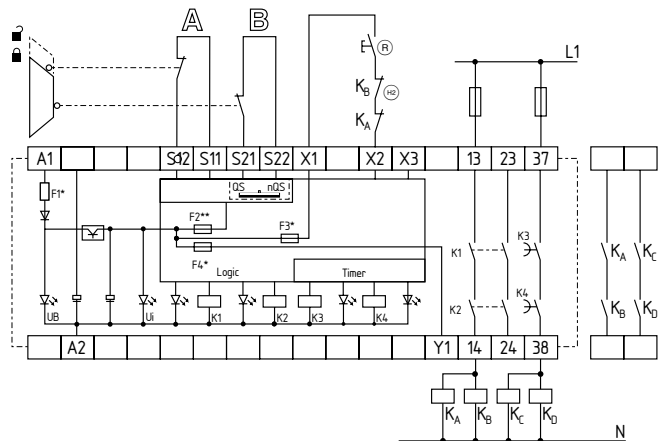 A B
R
L1
KB H2
KA
A1 S12 S11 S21 S22 X1 X2 X3 13 23 37
F1*
QS nQS
F2**
F3*
F4*
K3
K1
KA KC
Logic Timer
K4
K2
KB KD
UB Ui K1 K2 K3 K4
A2 Y1 14 24 38
KA KB KC KD
N